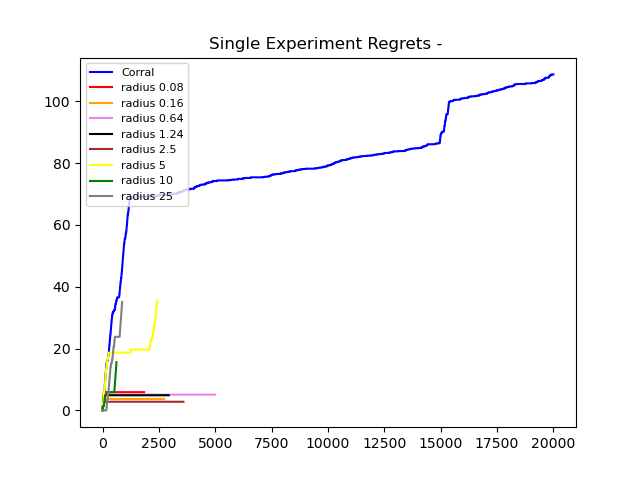 Single Experiment Regrets -
Corral
radius 0.08
radius 0.16
radius 0.64
radius 1.24
radius 2.5
radius 5
radius 10
radius 25
100
80
60
40
20
0
0 2500 5000 7500 10000 12500 15000 17500 20000